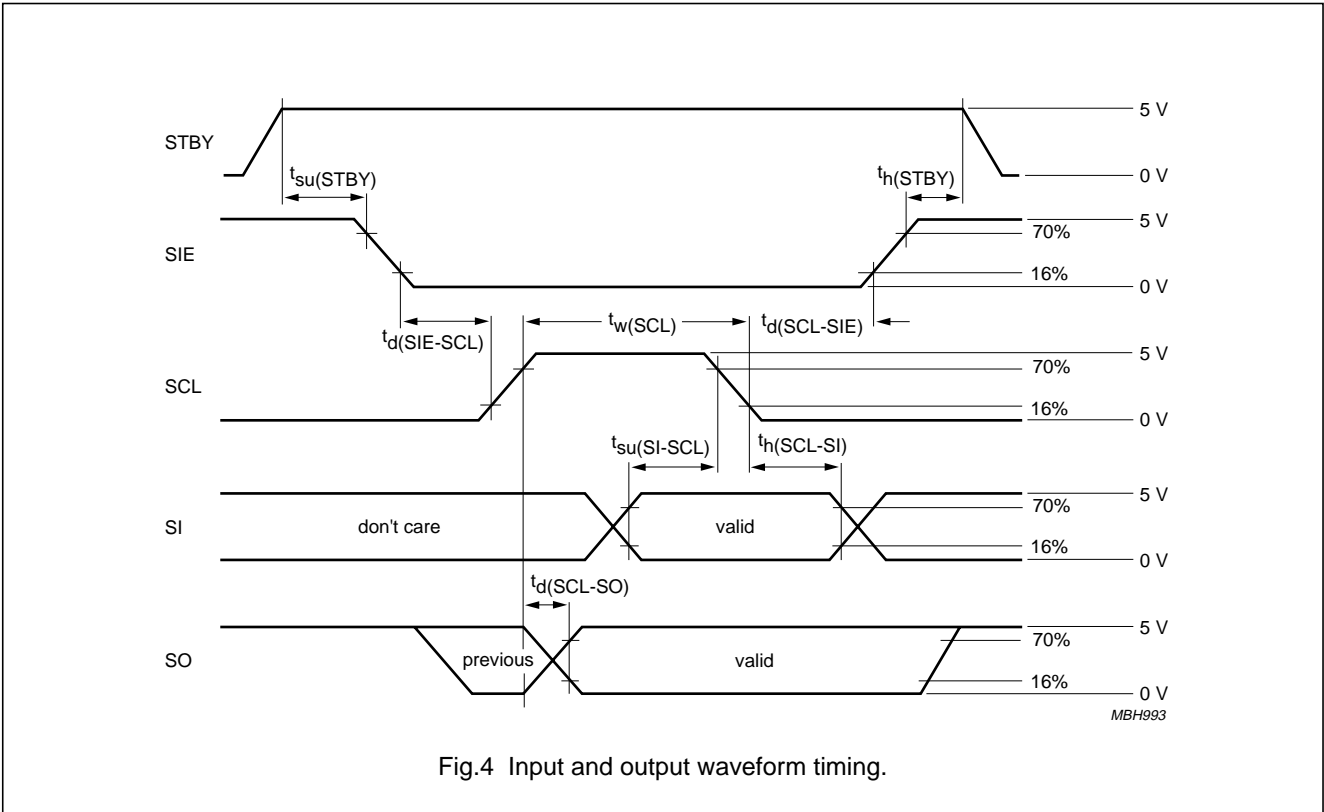 STBY
5 V
0 V
tsu(STBY)
th(STBY)
SIE
5 V
70%
16%
0 V
td(SIE-SCL)
tw(SCL)
td(SCL-SIE)
SCL
5 V
70%
16%
0 V
tsu(SI-SCL)
th(SCL-SI)
SI
don't care
valid
5 V
70%
16%
0 V
td(SCL-SO)
SO
previous
valid
5 V
70%
16%
0 V
MBH993
Fig.4 Input and output waveform timing.